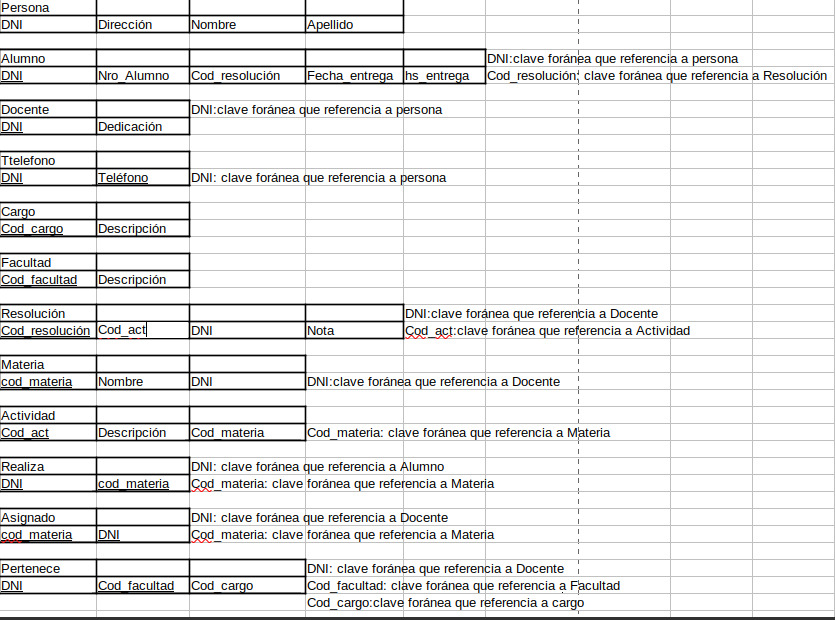 Persona
DNI Dirección Nombre Apellido
Alumno DNI:clave foránea que referencia a persona
DNI Nro_Alumno Cod_resolución Fecha_entrega hs_entrega Cod_resolución: clave foránea que referencia a Resolución
Docente DNI:clave foránea que referencia a persona
DNI Dedicación
Ttelefono
DNI Teléfono DNI: clave foránea que referencia a persona
Cargo
Cod_cargo Descripción
Facultad
Cod_facultad Descripción
Resolución DNI:clave foránea que referencia a Docente
Cod_resolución Cod_act DNI Nota Cod_act:clave foránea que referencia a Actividad
Materia
cod_materia Nombre DNI DNI:clave foránea que referencia a Docente
Actividad
Cod_act Descripción Cod_materia Cod_materia: clave foránea que referencia a Materia
Realiza DNI: clave foránea que referencia a Alumno
DNI cod_materia Cod_materia: clave foránea que referencia a Materia
Asignado DNI: clave foránea que referencia a Docente
cod_materia DNI Cod_materia: clave foránea que referencia a Materia
Pertenece DNI: clave foránea que referencia a Docente
DNI Cod_facultad Cod_cargo Cod_facultad: clave foránea que referencia a Facultad
Cod_cargo:clave foránea que referencia a cargo